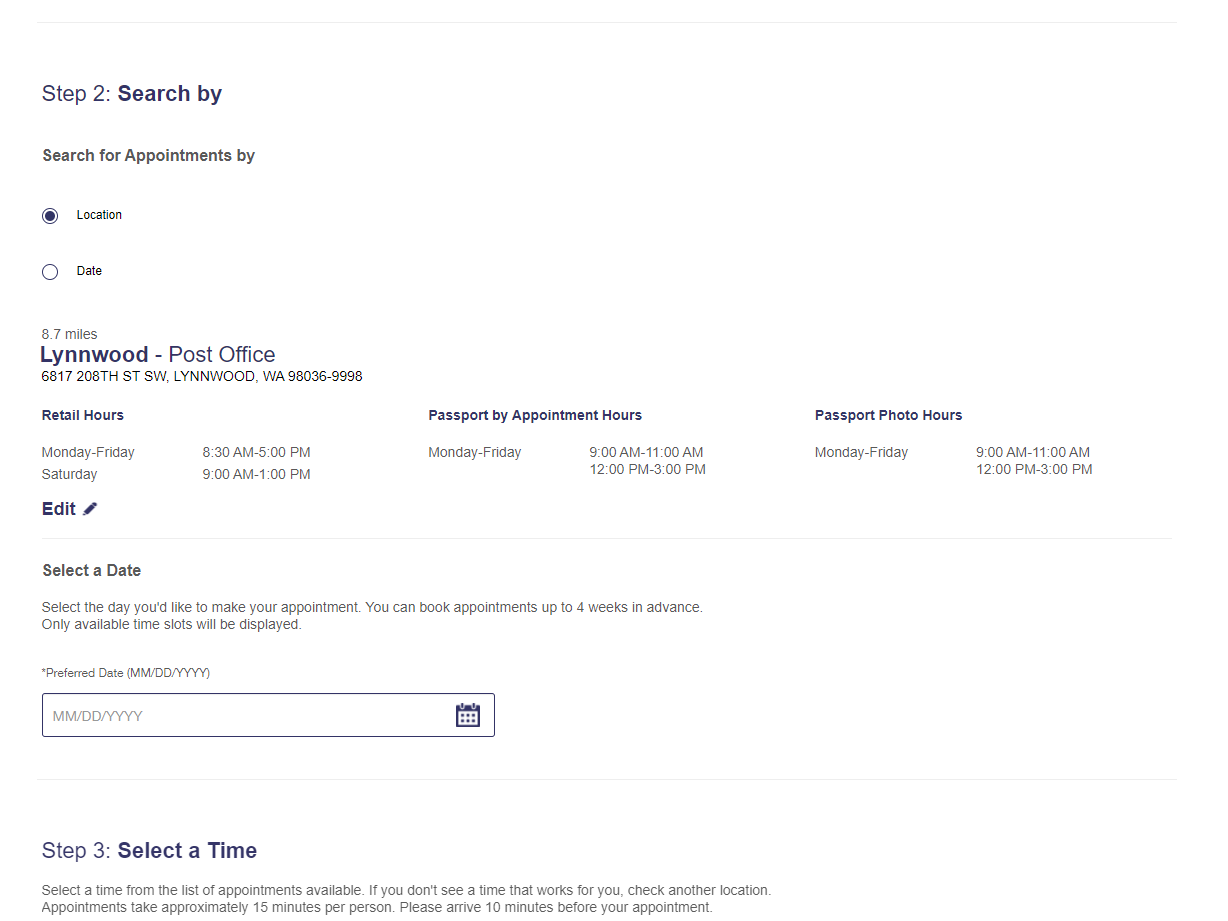 Step 2: Search by
Search for Appointments by
Location
Date
8.7 miles
Lynnwood - Post Office
6817 208TH ST SW, LYNNWOOD, WA 98036-9998
Retail Hours
Monday-Friday 8:30 AM-5:00 PM
Saturday 9:00 AM-1:00 PM
Passport by Appointment Hours
Monday-Friday 9:00 AM-11:00 AM
12:00 PM-3:00 PM
Passport Photo Hours
Monday-Friday 9:00 AM-11:00 AM
12:00 PM-3:00 PM
Edit
Select a Date
Select the day you'd like to make your appointment. You can book appointments up to 4 weeks in advance.
Only available time slots will be displayed.
*Preferred Date (MM/DD/YYYY)
MM/DD/YYYY
Step 3: Select a Time
Select a time from the list of appointments available. If you don't see a time that works for you, check another location.
Appointments take approximately 15 minutes per person. Please arrive 10 minutes before your appointment.